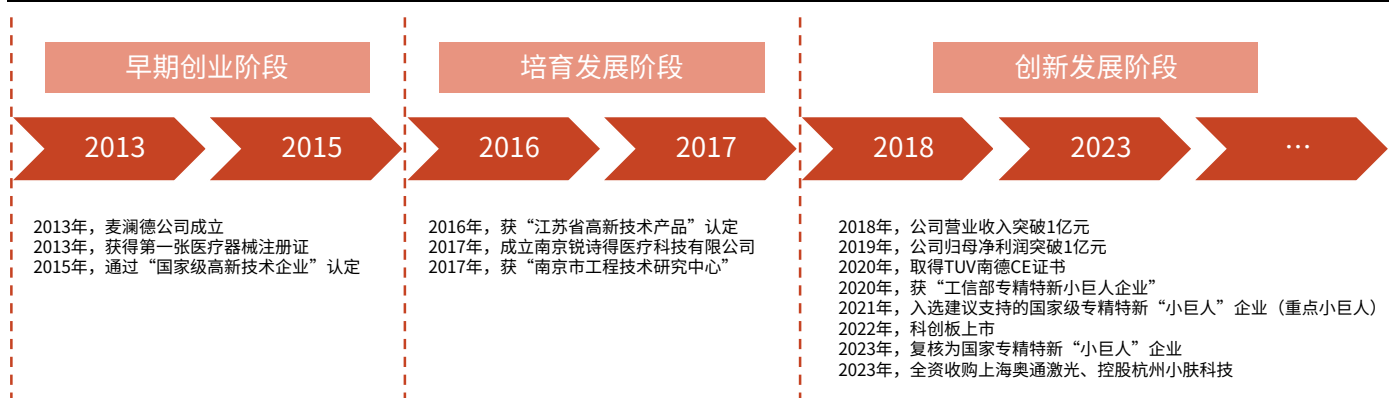 早期创业阶段
培育发展阶段
创新发展阶段
2013
2015
2016
2017
2018
2023
…
2013年，麦澜德公司成立
2013年，获得第一张医疗器械注册证
2015年，通过“国家级高新技术企业”认定
2016年，获“江苏省高新技术产品”认定
2017年，成立南京锐诗得医疗科技有限公司
2017年，获“南京市工程技术研究中心”
2018年，公司营业收入突破1亿元
2019年，公司归母净利润突破1亿元
2020年，取得TUV南德CE证书
2020年，获“工信部专精特新小巨人企业”
2021年，入选建议支持的国家级专精特新“小巨人”企业（重点小巨人）
2022年，科创板上市
2023年，复核为国家专精特新“小巨人”企业
2023年，全资收购上海奥通激光、控股杭州小肤科技